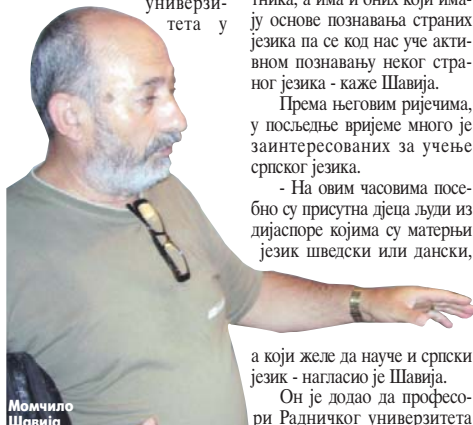 универзи-
тета у
тника, а има и оних који има-
ју основе познавања страних
језика па се код нас уче акти-
вном познавању неког стра-
ног језика - каже Шавија.
Према његовим ријечима,
у посљедње вријеме много је
заинтересованих за учење
српског језика.
- На овим часовима посе-
бно су присутна дјеца људи из
дијаспоре којима су матерњи
језик шведски или дански,
а који желе да науче и српски
језик - нагласио је Шавија.
Он је додао да професо-
ри Радничког универзитета
Момчило
Шавија